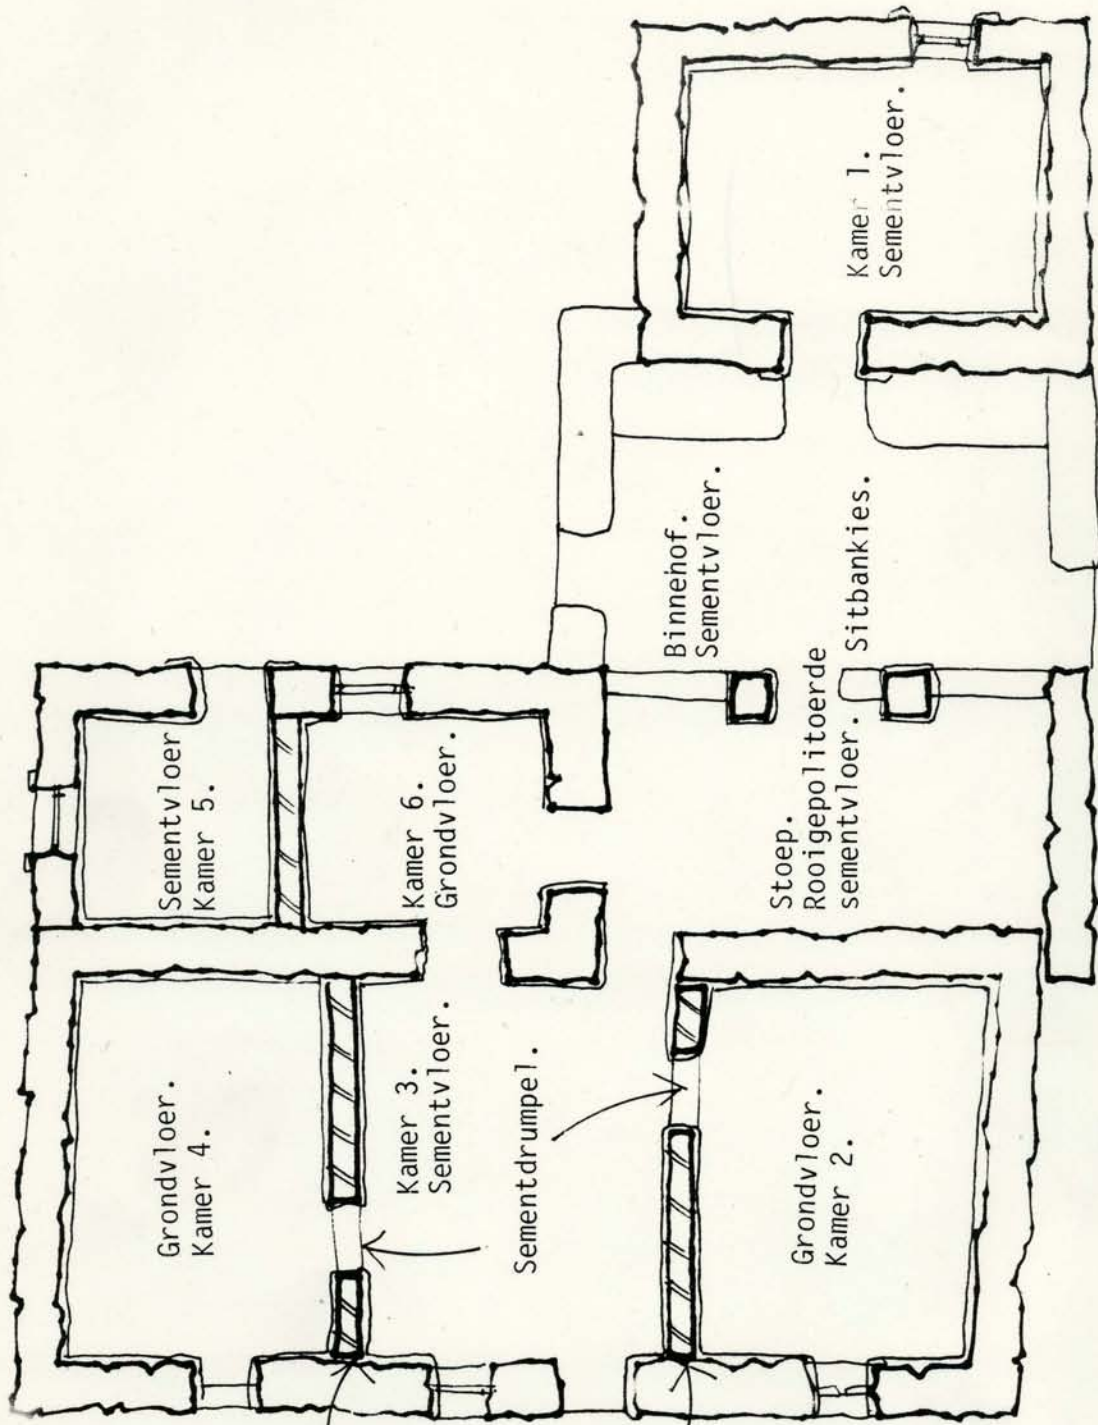 Kamer 1.
Sementvloer.
Binnehof.
Sementvloer.
Sitbankies.
Stoep.
Rooigepolitoerde
sementvloer.
Sementvloer
Kamer 5.
Kamer 6.
Grondvloer.
Grondvloer.
Kamer 4.
Kamer 3.
Sementvloer.
Sementdrumpel.
Grondvloer.
Kamer 2.